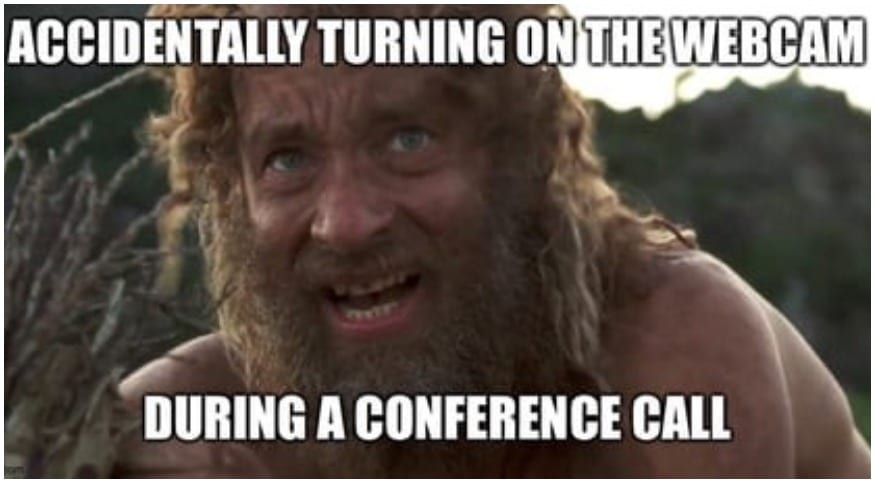 ACCIDENTALLY TURNING ON THE WEBCAM
DURING A CONFERENCE CALL